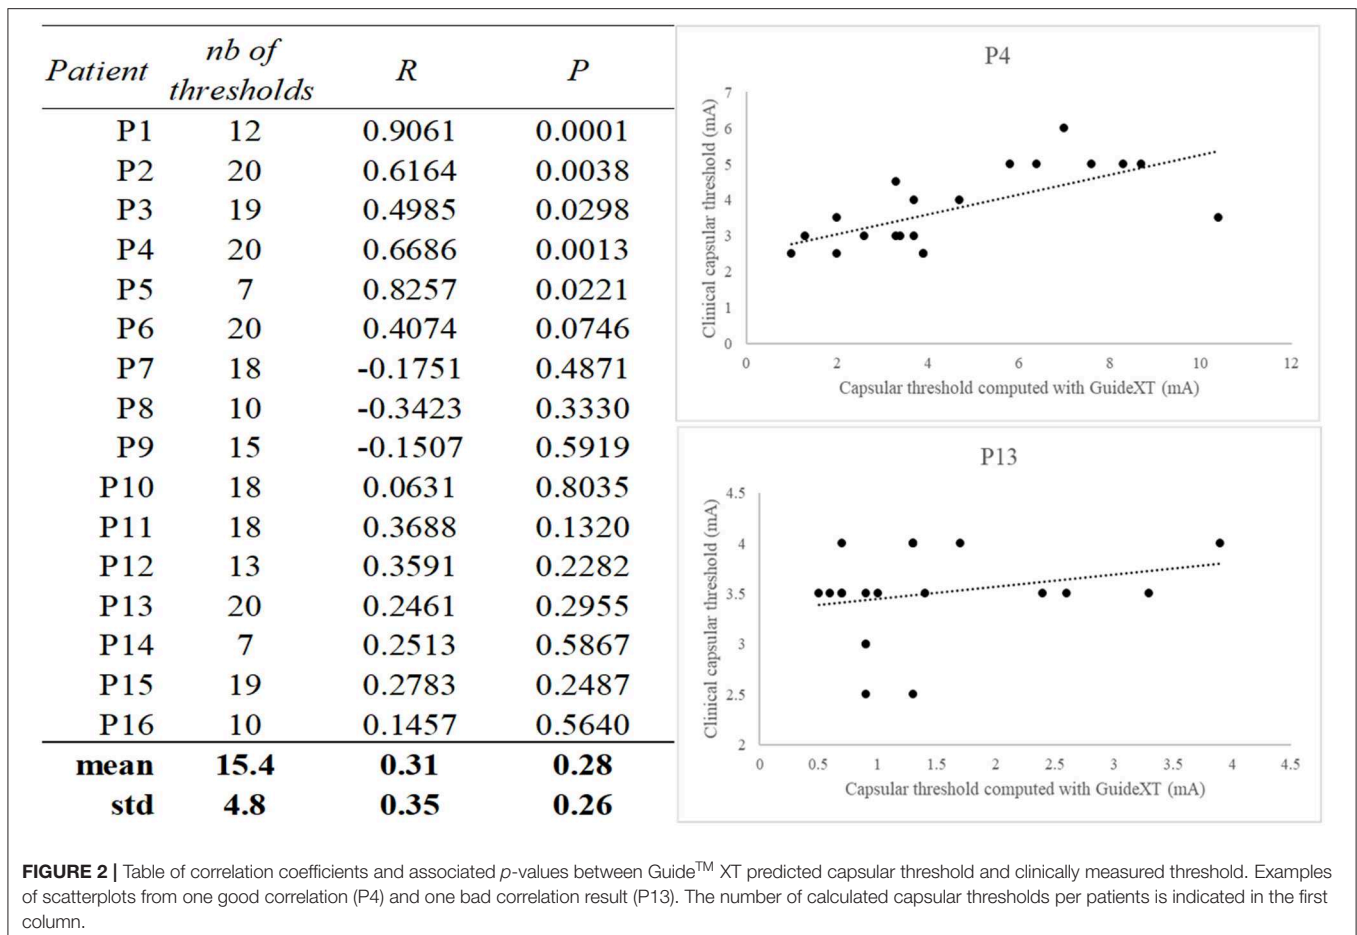 Patient nb of thresholds R P
P1 12 0.9061 0.0001
P2 20 0.6164 0.0038
P3 19 0.4985 0.0298
P4 20 0.6686 0.0013
P5 7 0.8257 0.0221
P6 20 0.4074 0.0746
P7 18 -0.1751 0.4871
P8 10 -0.3423 0.3330
P9 15 -0.1507 0.5919
P10 18 0.0631 0.8035
P11 18 0.3688 0.1320
P12 13 0.3591 0.2282
P13 20 0.2461 0.2955
P14 7 0.2513 0.5867
P15 19 0.2783 0.2487
P16 10 0.1457 0.5640
mean 15.4 0.31 0.28
std 4.8 0.35 0.26
P4
Clinical capsular threshold (mA)
7
6
5
4
3
2
1
0
0 2 4 6 8 10 12
Capsular threshold computed with GuideXT (mA)
P13
Clinical capsular threshold (mA)
4.5
4
3.5
3
2.5
2
0 0.5 1 1.5 2 2.5 3 3.5 4 4.5
Capsular threshold computed with GuideXT (mA)
FIGURE 2 | Table of correlation coefficients and associated p-values between Guide™ XT predicted capsular threshold and clinically measured threshold. Examples
of scatterplots from one good correlation (P4) and one bad correlation result (P13). The number of calculated capsular thresholds per patients is indicated in the first
column.